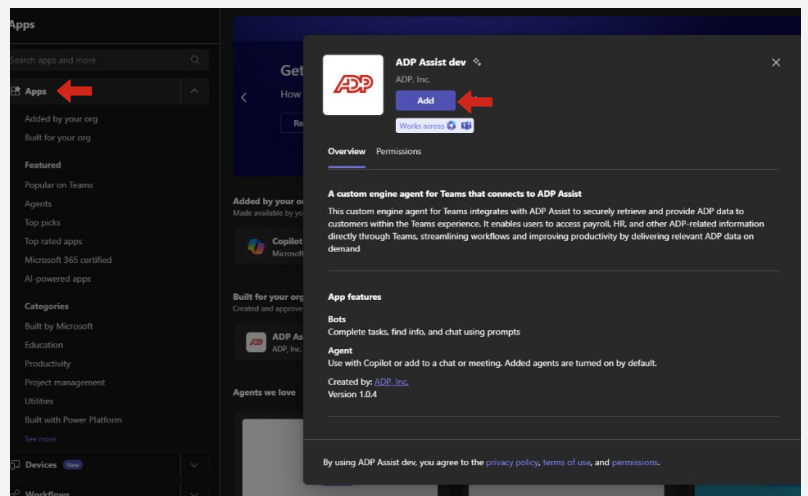 Apps
Search apps and more
Apps
Added by your org
Built for your org
Featured
Popular on Teams
Agents
Top picks
Top rated apps
Microsoft 365 certified
AI-powered apps
Categories
Built by Microsoft
Education
Productivity
Project management
Utilities
Built with Power Platform
See more
Devices New
Workflows
Get
How
Re
Added by your o
Made available by yo
Copilot
Microsoft
Built for your org
Created and approve
ADP As
ADP, Inc.
Agents we love
ADP
ADP Assist dev
ADP, Inc.
Add
Works across
Overview Permissions
A custom engine agent for Teams that connects to ADP Assist
This custom engine agent for Teams integrates with ADP Assist to securely retrieve and provide ADP data to
customers within the Teams experience. It enables users to access payroll, HR, and other ADP-related information
directly through Teams, streamlining workflows and improving productivity by delivering relevant ADP data on
demand
App features
Bots
Complete tasks, find info, and chat using prompts
Agent
Use with Copilot or add to a chat or meeting. Added agents are turned on by default.
Created by: ADP, Inc.
Version 1.0.4
By using ADP Assist dev, you agree to the privacy policy, terms of use, and permissions.